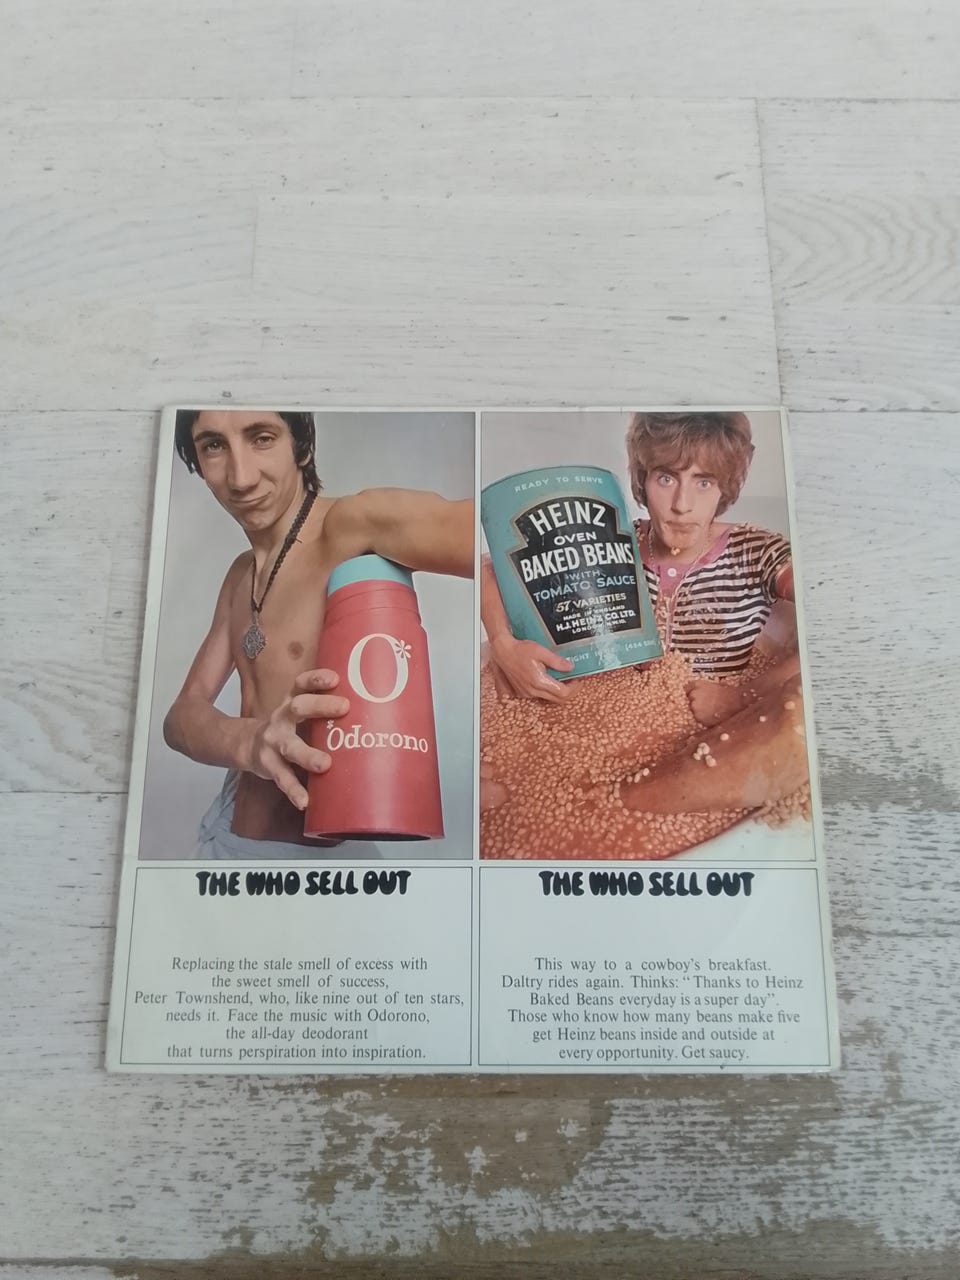 O*
*Odorono
READY TO SERVE
HEINZ
OVEN
BAKED BEANS
WITH
TOMATO SAUCE
57 VARIETIES
MADE IN ENGLAND
H.J. HEINZ CO. LTD.
LONDON N.W.10.
THE WHO SELL OUT
Replacing the stale smell of excess with
the sweet smell of success,
Peter Townshend, who, like nine out of ten stars,
needs it. Face the music with Odorono,
the all-day deodorant
that turns perspiration into inspiration.
THE WHO SELL OUT
This way to a cowboy's breakfast.
Daltry rides again. Thinks: “Thanks to Heinz
Baked Beans everyday is a super day”.
Those who know how many beans make five
get Heinz beans inside and outside at
every opportunity. Get saucy.